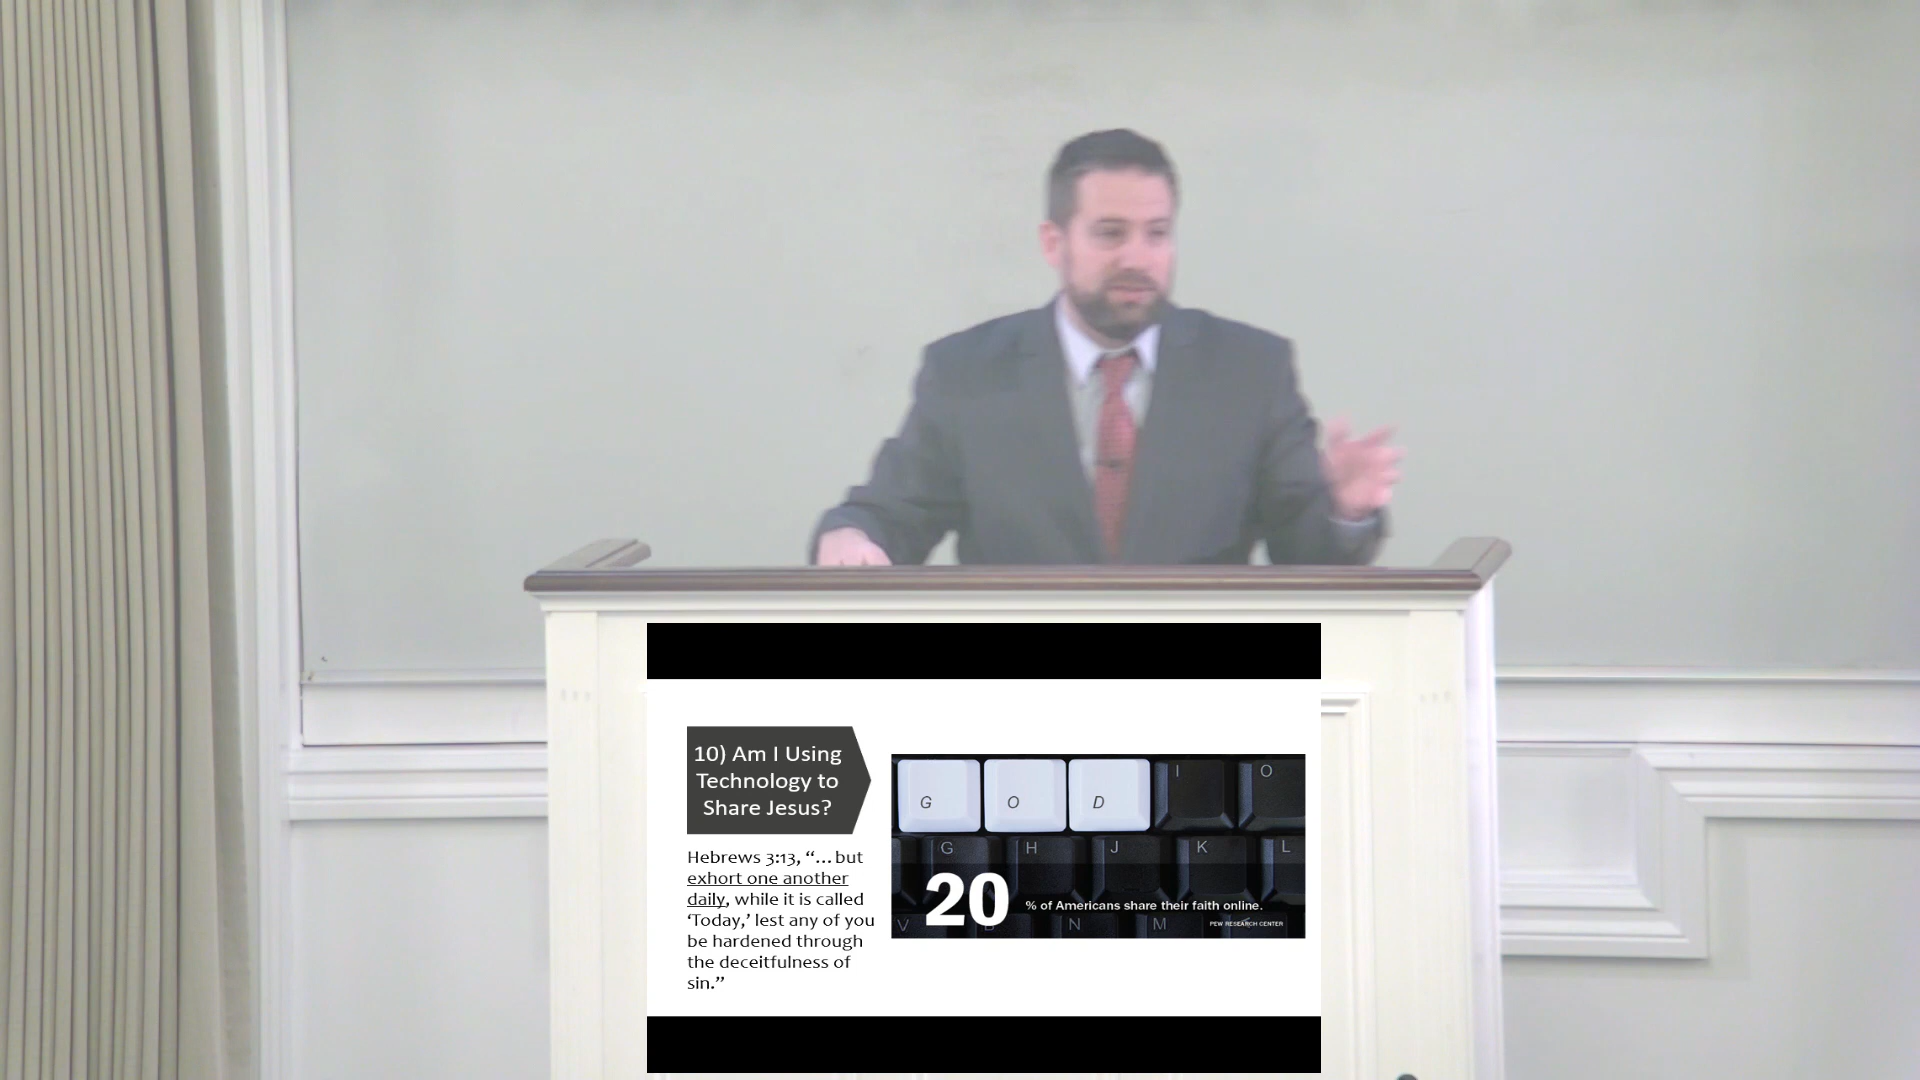 10) Am I Using
Technology to
Share Jesus?
Hebrews 3:13, “…but
exhort one another
daily, while it is called
‘Today,’ lest any of you
be hardened through
the deceitfulness of
sin.”
G O D I O
G H J K L
20 % of Americans share their faith online.
V B N M
PEW RESEARCH CENTER